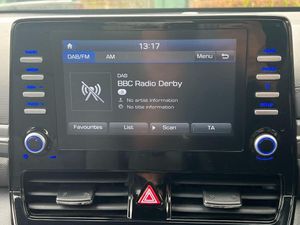 13:17
DAB/FM
AM
Menu
DAB
BBC Radio Derby
No artist information
No title information
Favourites
List
Scan
TA